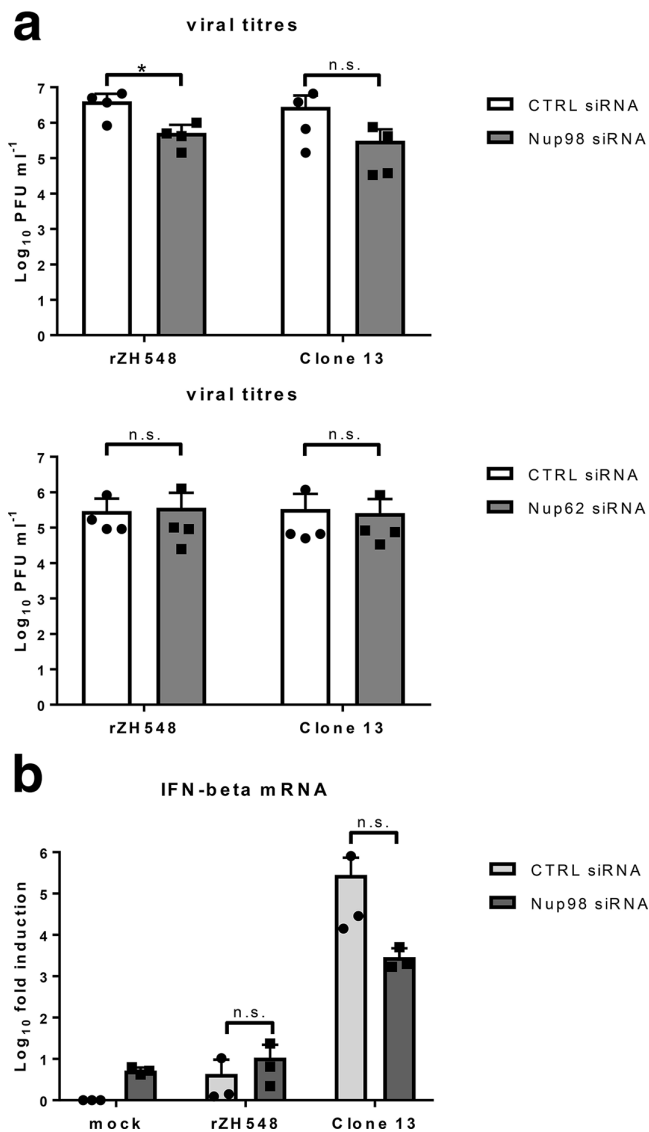 a
viral titres
* n.s.
7
6
5
4
3
2
1
0
Log10 PFU ml-1
rZH548 Clone 13
CTRL siRNA
Nup98 siRNA
viral titres
n.s. n.s.
7
6
5
4
3
2
1
0
Log10 PFU ml-1
rZH548 Clone 13
CTRL siRNA
Nup62 siRNA
b
IFN-beta mRNA
n.s.
n.s.
6
5
4
3
2
1
0
Log10 fold induction
mock rZH548 Clone 13
CTRL siRNA
Nup98 siRNA